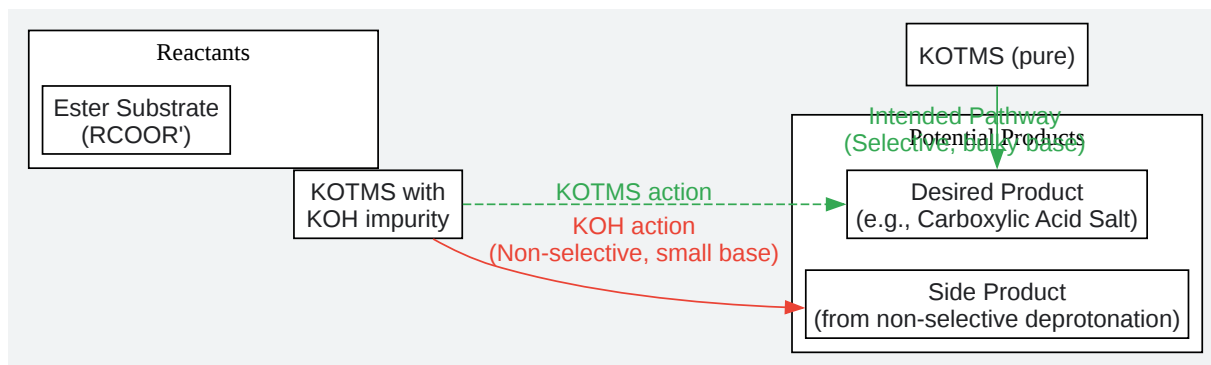 Reactants
Ester Substrate
(RCOOR')
KOTMS with
KOH impurity
KOTMS action
KOH action
(Non-selective, small base)
KOTMS (pure)
Intended Pathway
(Selective, bulky base)
Potential Products
Desired Product
(e.g., Carboxylic Acid Salt)
Side Product
(from non-selective deprotonation)